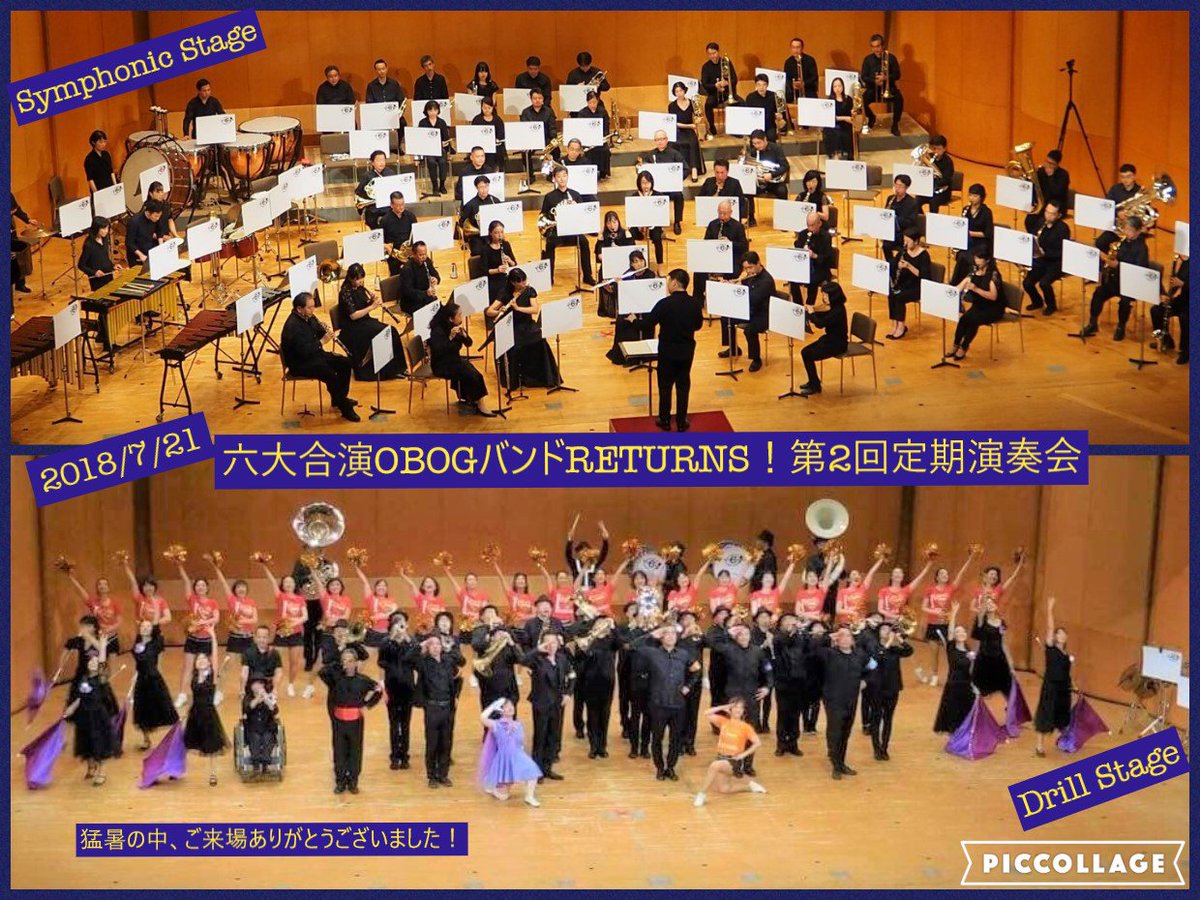 Symphonic Stage
2018/7/21
六大合演OBOGバンドRETURNS！第2回定期演奏会
Drill Stage
猛暑の中、ご来場ありがとうございました！
PICCOLLAGE